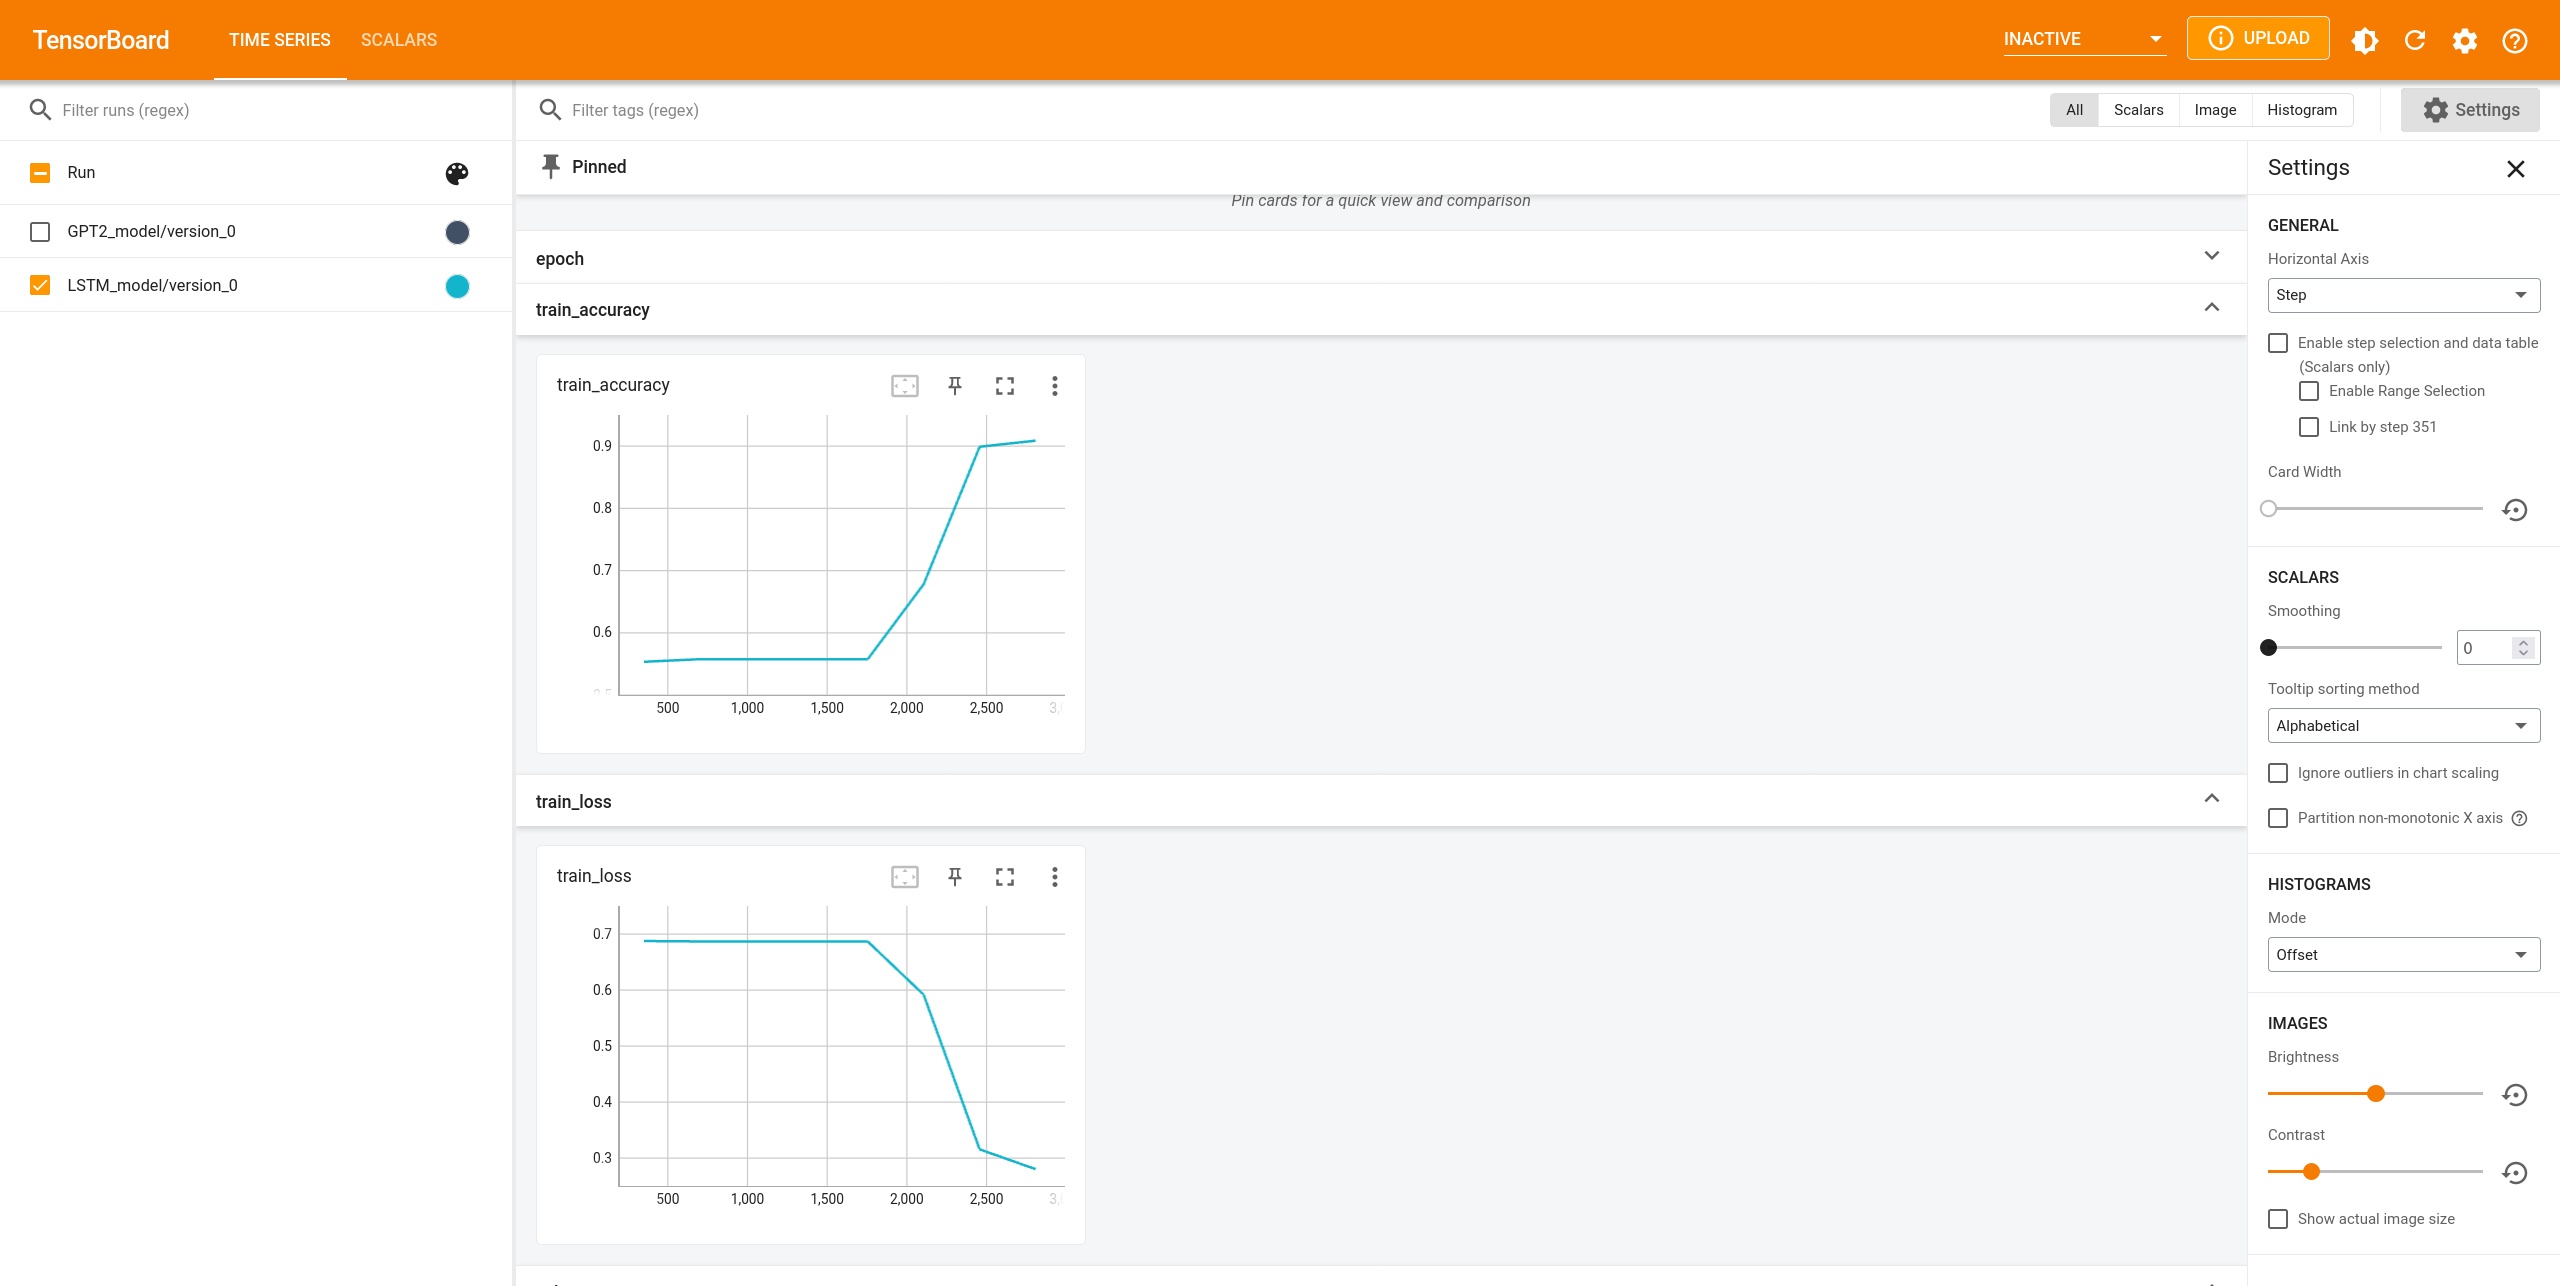 TensorBoard
TIME SERIES
SCALARS
INACTIVE
UPLOAD
Filter runs (regex)
Run
GPT2_model/version_0
LSTM_model/version_0
Filter tags (regex)
All
Scalars
Image
Histogram
Settings
Pinned
Pin cards for a quick view and comparison
epoch
train_accuracy
train_accuracy
0.9
0.8
0.7
0.6
0.5
500 1,000 1,500 2,000 2,500
train_loss
train_loss
0.7
0.6
0.5
0.4
0.3
500 1,000 1,500 2,000 2,500
Settings
GENERAL
Horizontal Axis
Step
Enable step selection and data table
(Scalars only)
Enable Range Selection
Link by step 351
Card Width
SCALARS
Smoothing
0
Tooltip sorting method
Alphabetical
Ignore outliers in chart scaling
Partition non-monotonic X axis
HISTOGRAMS
Mode
Offset
IMAGES
Brightness
Contrast
Show actual image size